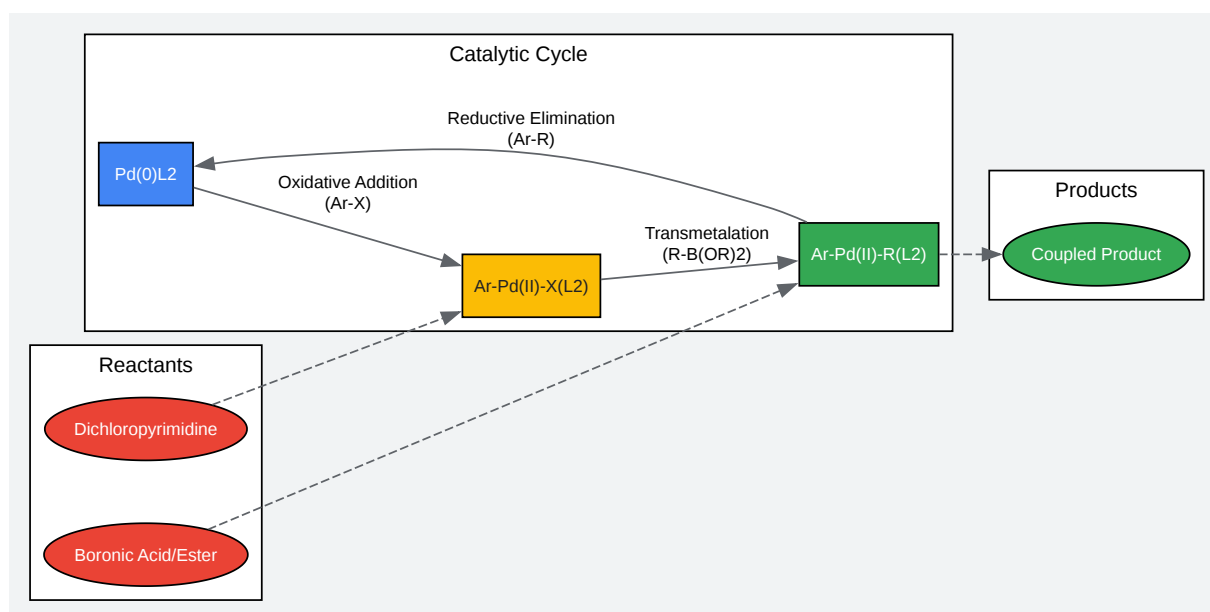 Catalytic Cycle
Reductive Elimination
(Ar-R)
Pd(0)L2
Oxidative Addition
(Ar-X)
Products
Transmetalation
(R-B(OR)2)
Ar-Pd(II)-R(L2)
Coupled Product
Ar-Pd(II)-X(L2)
Reactants
Dichloropyrimidine
Boronic Acid/Ester